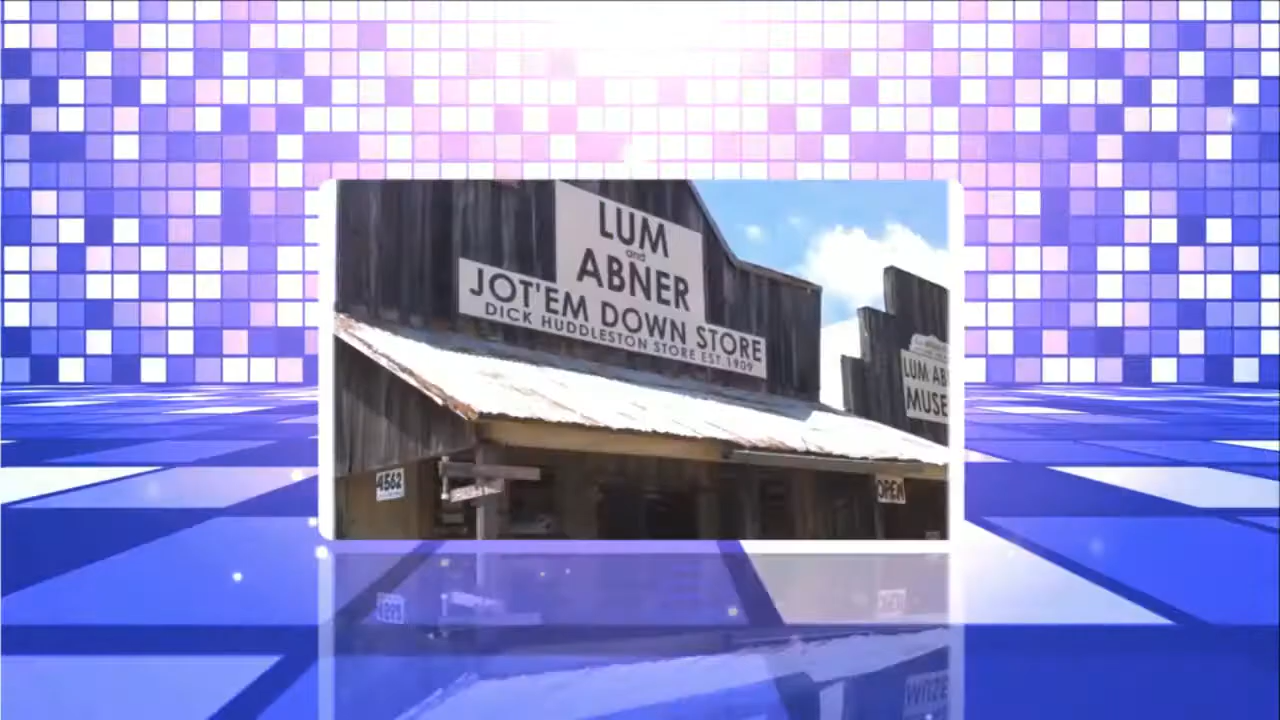 LUM
and
ABNER
JOT'EM DOWN STORE
DICK HUDDLESTON STORE EST 1909
LUM AB
MUSE
4562
OPEN